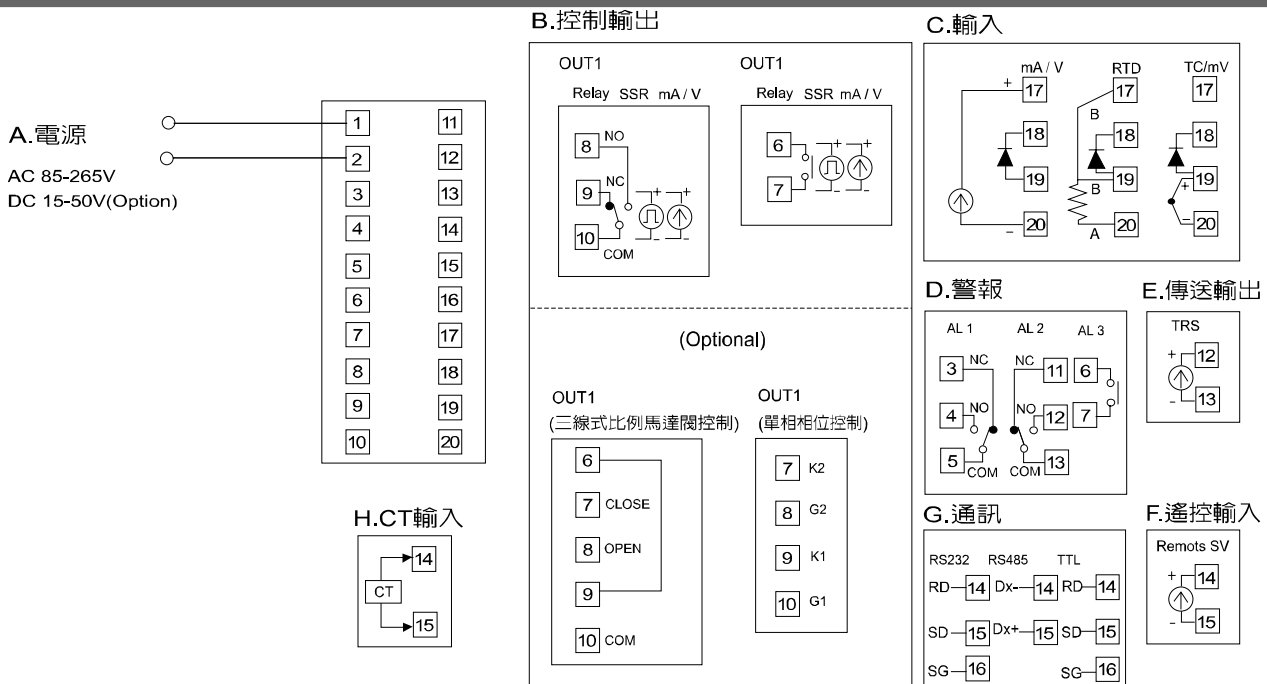 A.電源
AC 85-265V
DC 15-50V(Option)
1 11
2 12
3 13
4 14
5 15
6 16
7 17
8 18
9 19
10 20
H.CT輸入
CT
14
15
B.控制輸出
OUT1
Relay SSR mA / V
8 NO
9 NC
10
COM
+ +
- -
OUT1
Relay SSR mA / V
6
7
+ +
- -
(Optional)
OUT1
(三線式比例馬達閥控制)
6
7 CLOSE
8 OPEN
9
10 COM
OUT1
(單相相位控制)
7 K2
8 G2
9 K1
10 G1
C.輸入
mA / V
+ 17
18
19
- 20
RTD
17
B
18
19
B
A 20
TC/mV
17
18
19
+
-
20
D.警報
AL 1
3 NC
4 NO
5 COM
AL 2
NC 11
NO 12
COM 13
AL 3
6
7
E.傳送輸出
TRS
+ 12
- 13
G.通訊
RS232 RS485 TTL
RD 14 Dx- 14 RD 14
SD 15 Dx+ 15 SD 15
SG 16 SG 16
F.遙控輸入
Remots SV
+ 14
- 15